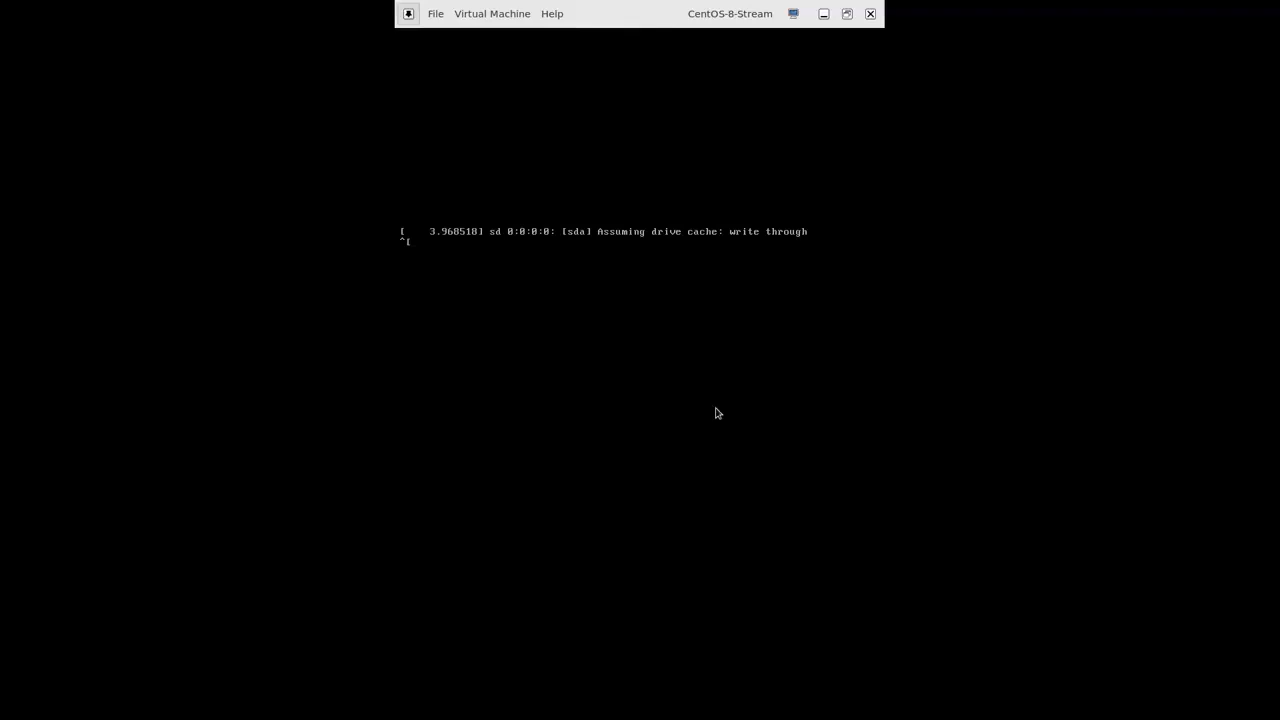 File Virtual Machine Help CentOS-8-Stream
[    3.968518] sd 0:0:0:0: [sda] Assuming drive cache: write through
^[